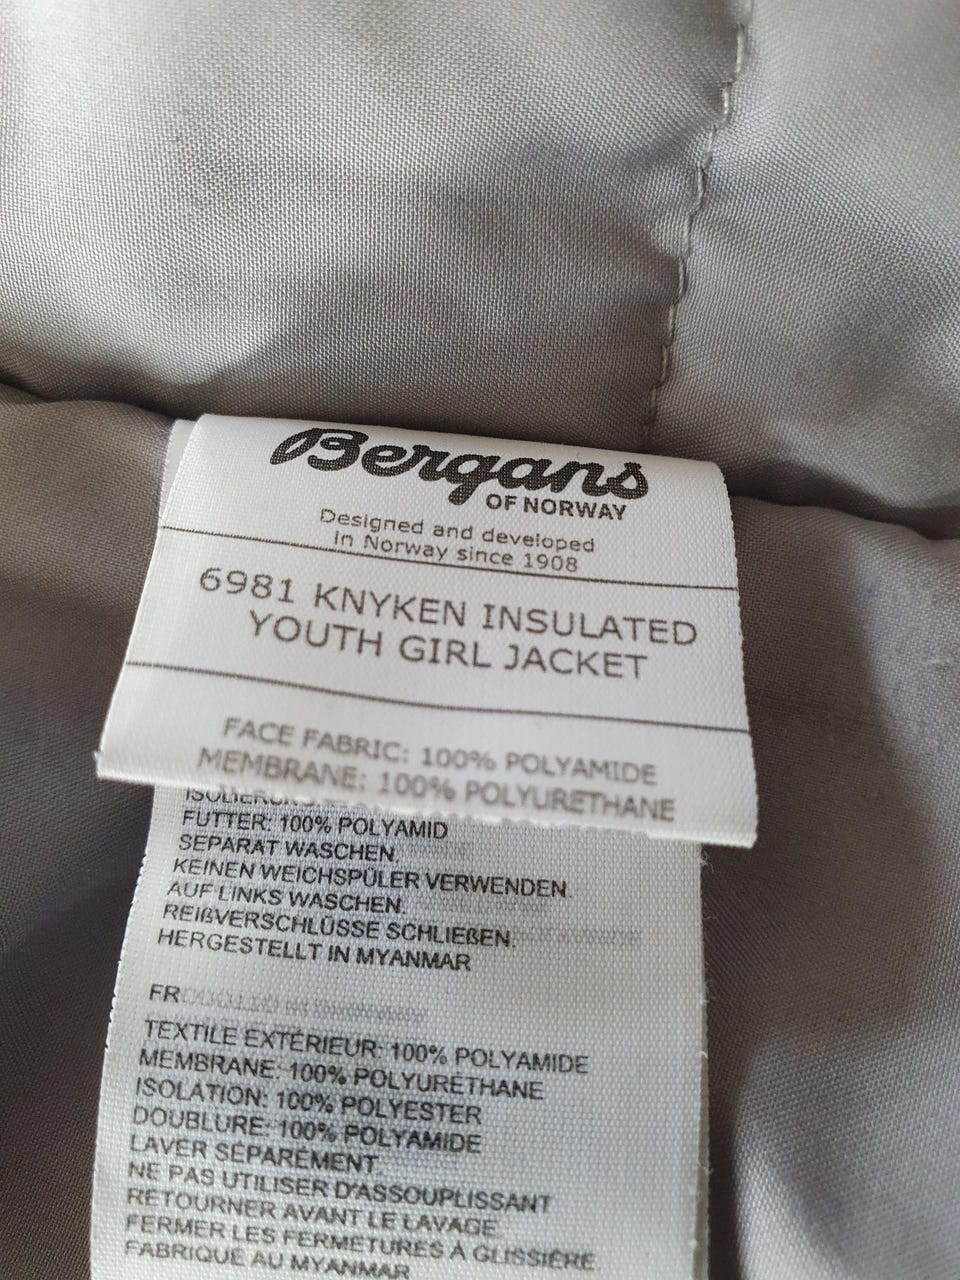 Bergans
OF NORWAY
Designed and developed
in Norway since 1908
6981 KNYKEN INSULATED
YOUTH GIRL JACKET
FACE FABRIC: 100% POLYAMIDE
MEMBRANE: 100% POLYURETHANE
FUTTER: 100% POLYAMID
SEPARAT WASCHEN.
KEINEN WEICHSPÜLER VERWENDEN.
AUF LINKS WASCHEN.
REIßVERSCHLÜSSE SCHLIEßEN.
HERGESTELLT IN MYANMAR
FR
TEXTILE EXTÉRIEUR: 100% POLYAMIDE
MEMBRANE: 100% POLYURÉTHANE
ISOLATION: 100% POLYESTER
DOUBLURE: 100% POLYAMIDE
LAVER SÉPARÉMENT.
NE PAS UTILISER D'ASSOUPLISSANT
RETOURNER AVANT LE LAVAGE
FERMER LES FERMETURES À GLISSIÈRE
FABRIQUÉ AU MYANMAR